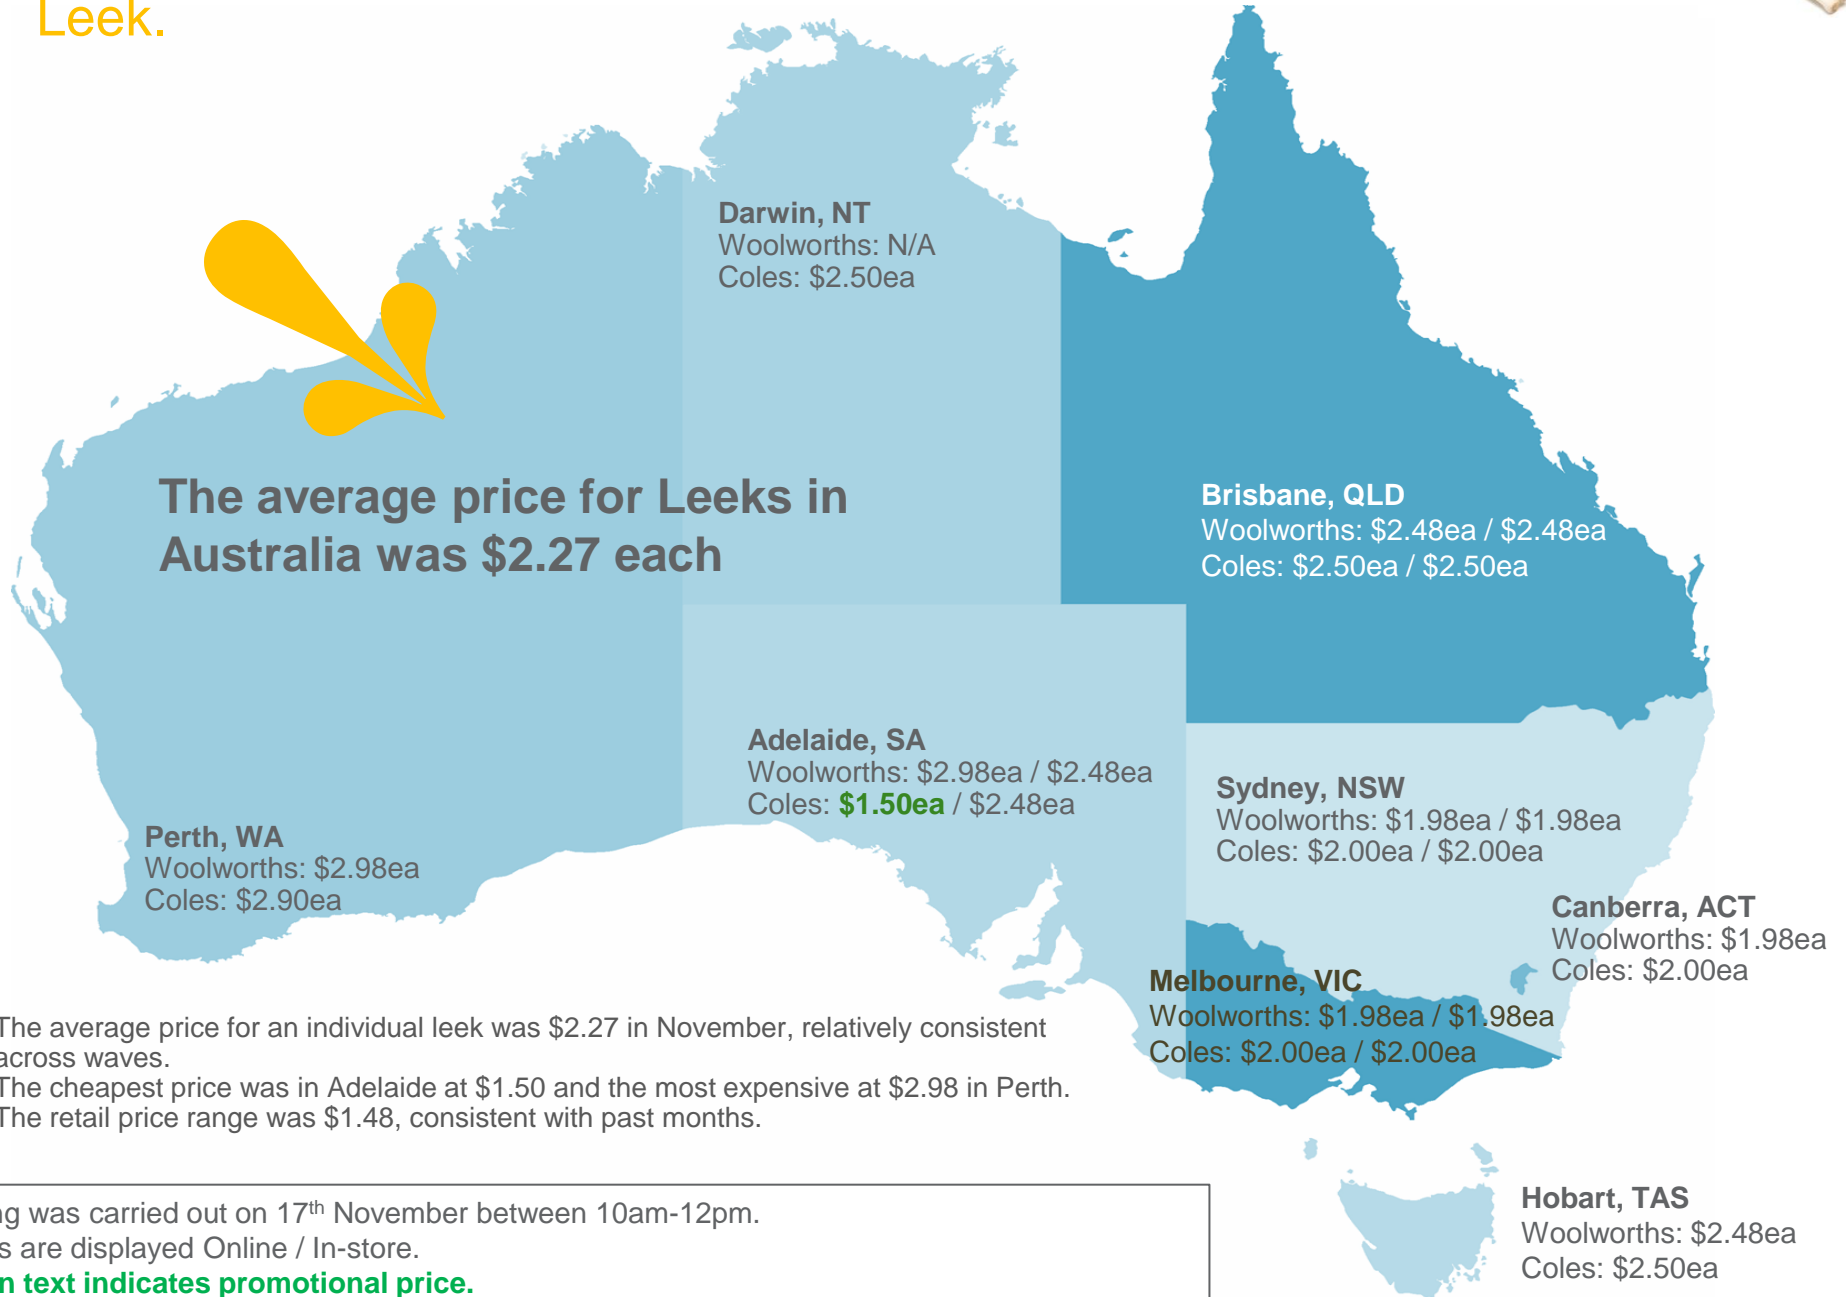 Leek.
Darwin, NT
Woolworths: N/A
Coles: $2.50ea
The average price for Leeks in
Australia was $2.27 each
Brisbane, QLD
Woolworths: $2.48ea / $2.48ea
Coles: $2.50ea / $2.50ea
Adelaide, SA
Woolworths: $2.98ea / $2.48ea
Coles: $1.50ea / $2.48ea
Sydney, NSW
Woolworths: $1.98ea / $1.98ea
Coles: $2.00ea / $2.00ea
Perth, WA
Woolworths: $2.98ea
Coles: $2.90ea
Canberra, ACT
Woolworths: $1.98ea
Coles: $2.00ea
Melbourne, VIC
Woolworths: $1.98ea / $1.98ea
Coles: $2.00ea / $2.00ea
The average price for an individual leek was $2.27 in November, relatively consistent
across waves.
The cheapest price was in Adelaide at $1.50 and the most expensive at $2.98 in Perth.
The retail price range was $1.48, consistent with past months.
Hobart, TAS
Woolworths: $2.48ea
Coles: $2.50ea
was carried out on 17th November between 10am-12pm.
are displayed Online / In-store.
text indicates promotional price.